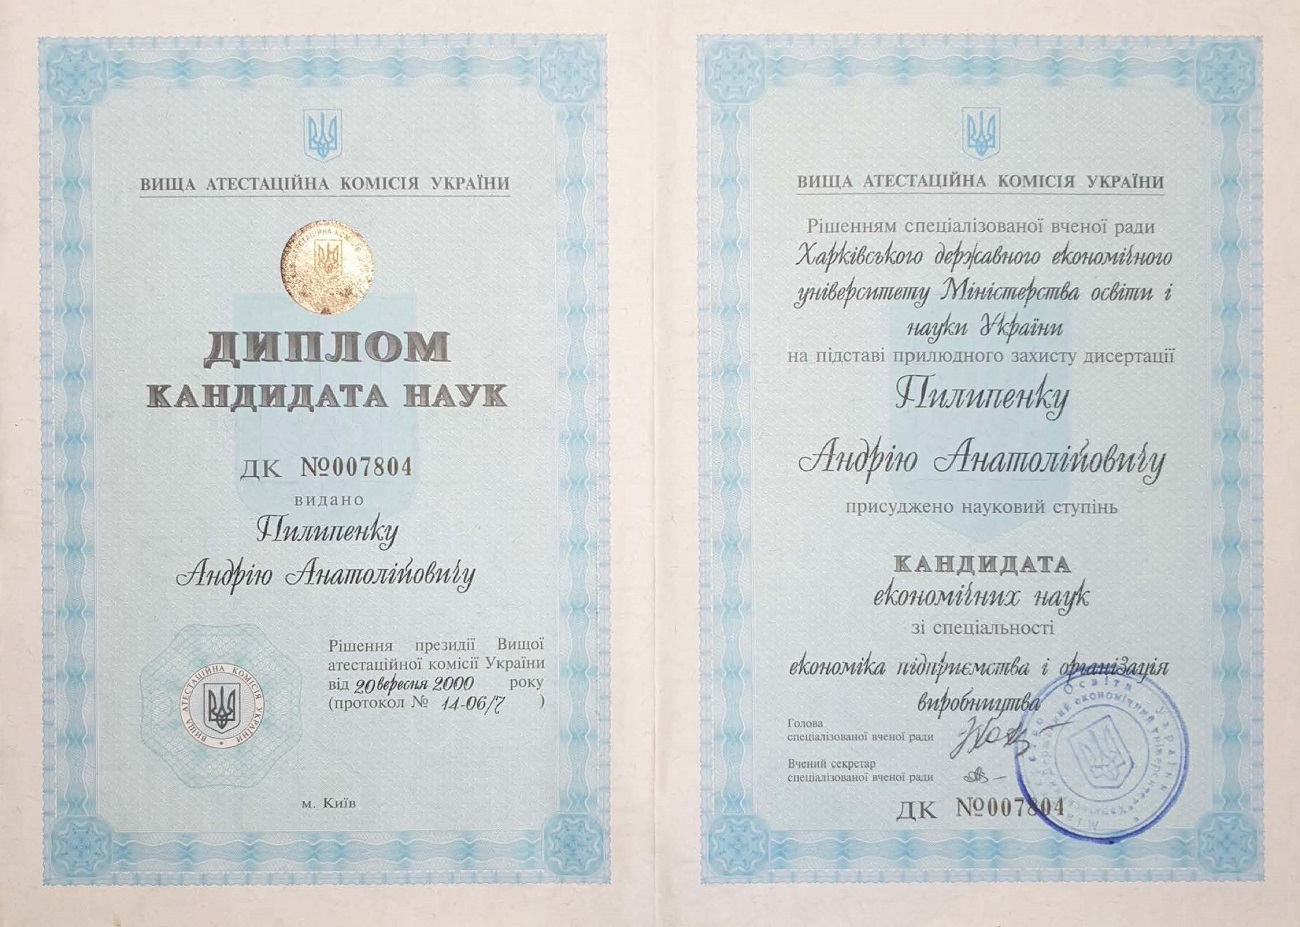 ВИЩА АТЕСТАЦІЙНА КОМІСІЯ УКРАЇНИ
ДИПЛОМ
КАНДИДАТА НАУК
ДК №007804
видано
Пилипенку
Андрію Анатолійовичу
ВИЩА АТЕСТАЦІЙНА КОМІСІЯ УКРАЇНИ
Рішення президії Вищої
атестаційної комісії України
від 20 вересня 2000 року
(протокол № 14-06/7 )
м. Київ
ВИЩА АТЕСТАЦІЙНА КОМІСІЯ УКРАЇНИ
Рішенням спеціалізованої вченої ради
Харківського державного економічного
університету Міністерства освіти і
науки України
на підставі прилюдного захисту дисертації
Пилипенку
Андрію Анатолійовичу
присуджено науковий ступінь
КАНДИДАТА
економічних наук
зі спеціальності
економіка підприємства і організація
виробництва
Голова
спеціалізованої вченої ради
Вчений секретар
спеціалізованої вченої ради
ДК №007804